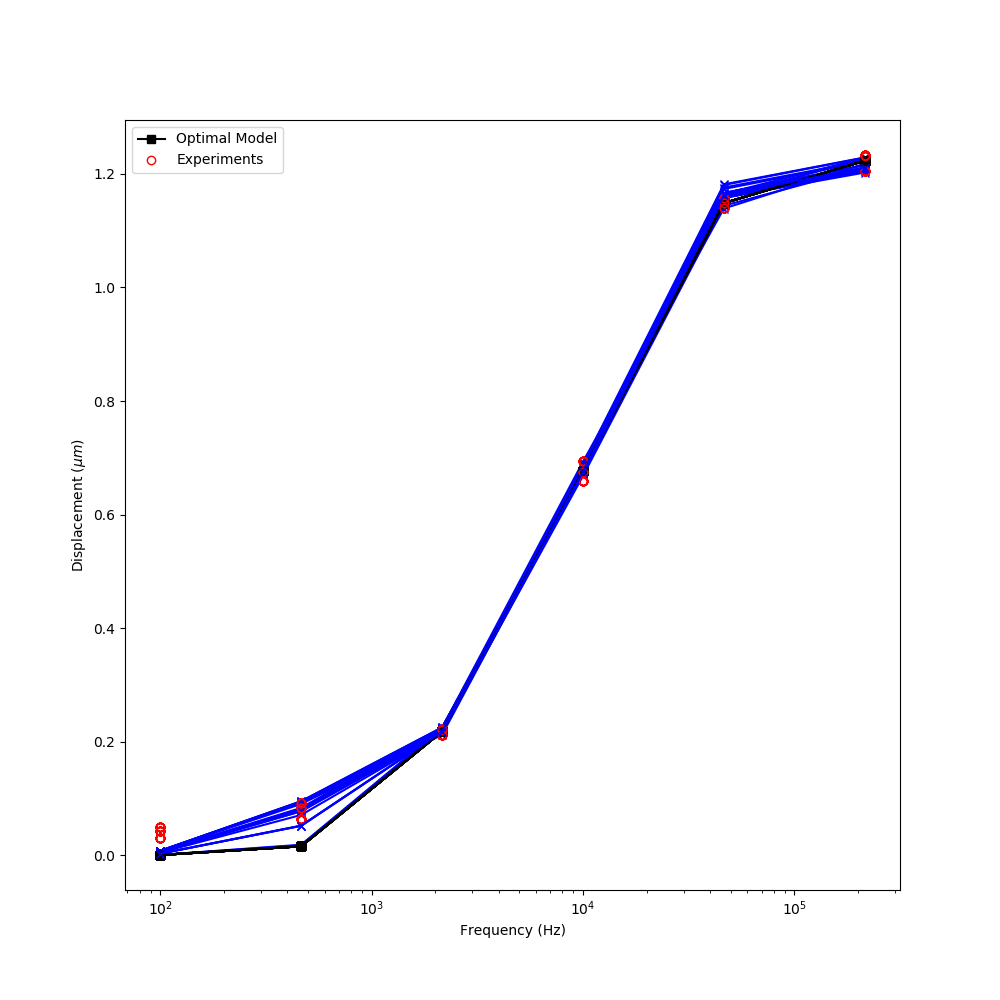 Optimal Model
Experiments
1.2
1.0
0.8
0.6
0.4
0.2
0.0
Displacement (μm)
10²
10³
10⁴
10⁵
Frequency (Hz)